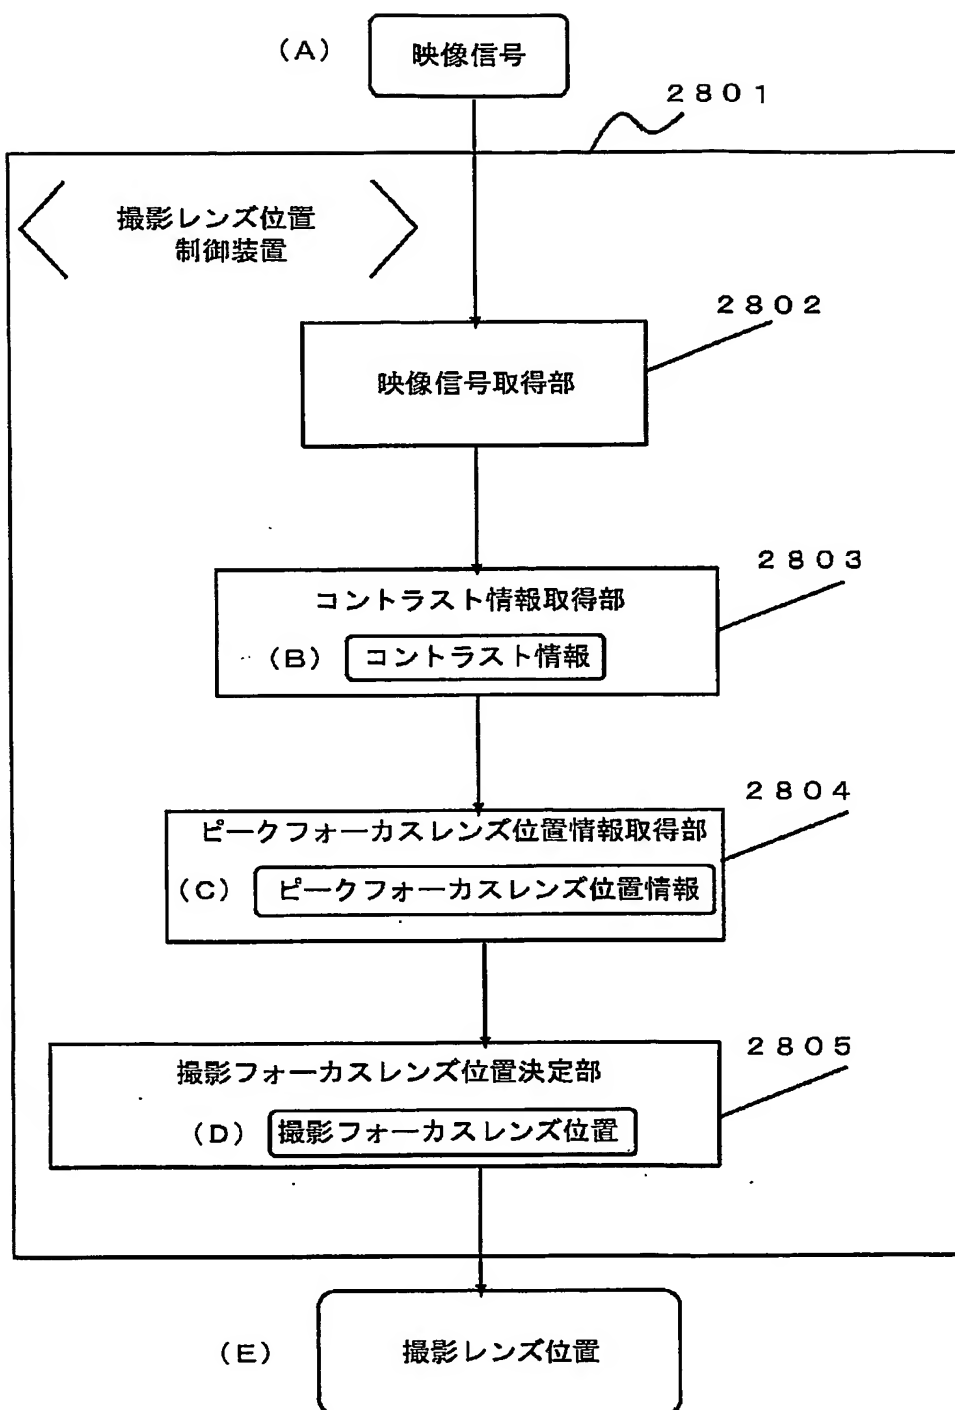 （A）
映像信号
２８０１
撮影レンズ位置
制御装置
２８０２
映像信号取得部
２８０３
コントラスト情報取得部
（B）
コントラスト情報
２８０４
ピークフォーカスレンズ位置情報取得部
（C）
ピークフォーカスレンズ位置情報
２８０５
撮影フォーカスレンズ位置決定部
（D）
撮影フォーカスレンズ位置
（E）
撮影レンズ位置